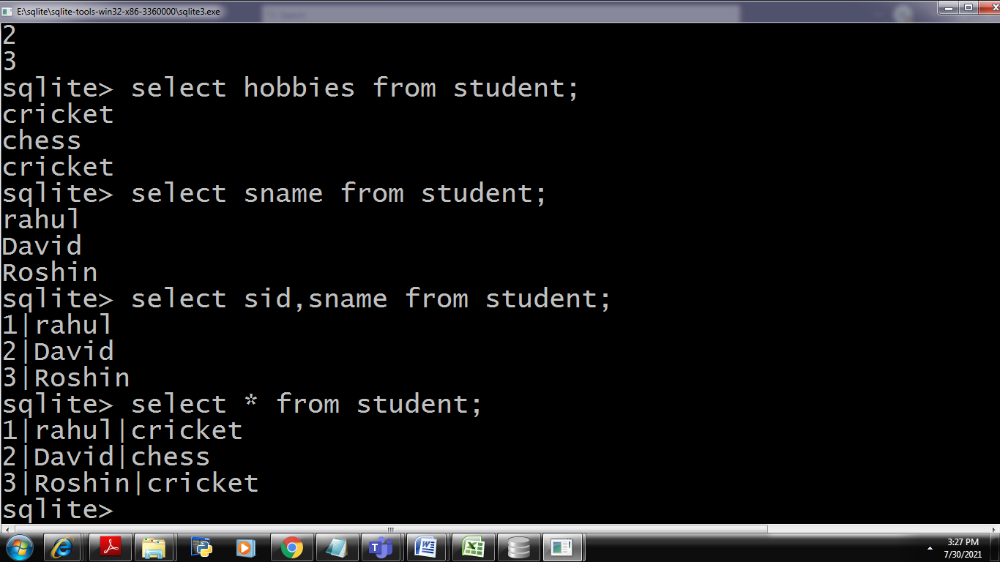 E:\sqlite\sqlite-tools-win32-x86-3360000\sqlite3.exe
2
3
sqlite> select hobbies from student;
cricket
chess
cricket
sqlite> select sname from student;
rahul
David
Roshin
sqlite> select sid,sname from student;
1|rahul
2|David
3|Roshin
sqlite> select * from student;
1|rahul|cricket
2|David|chess
3|Roshin|cricket
sqlite>
3:27 PM
7/30/2021